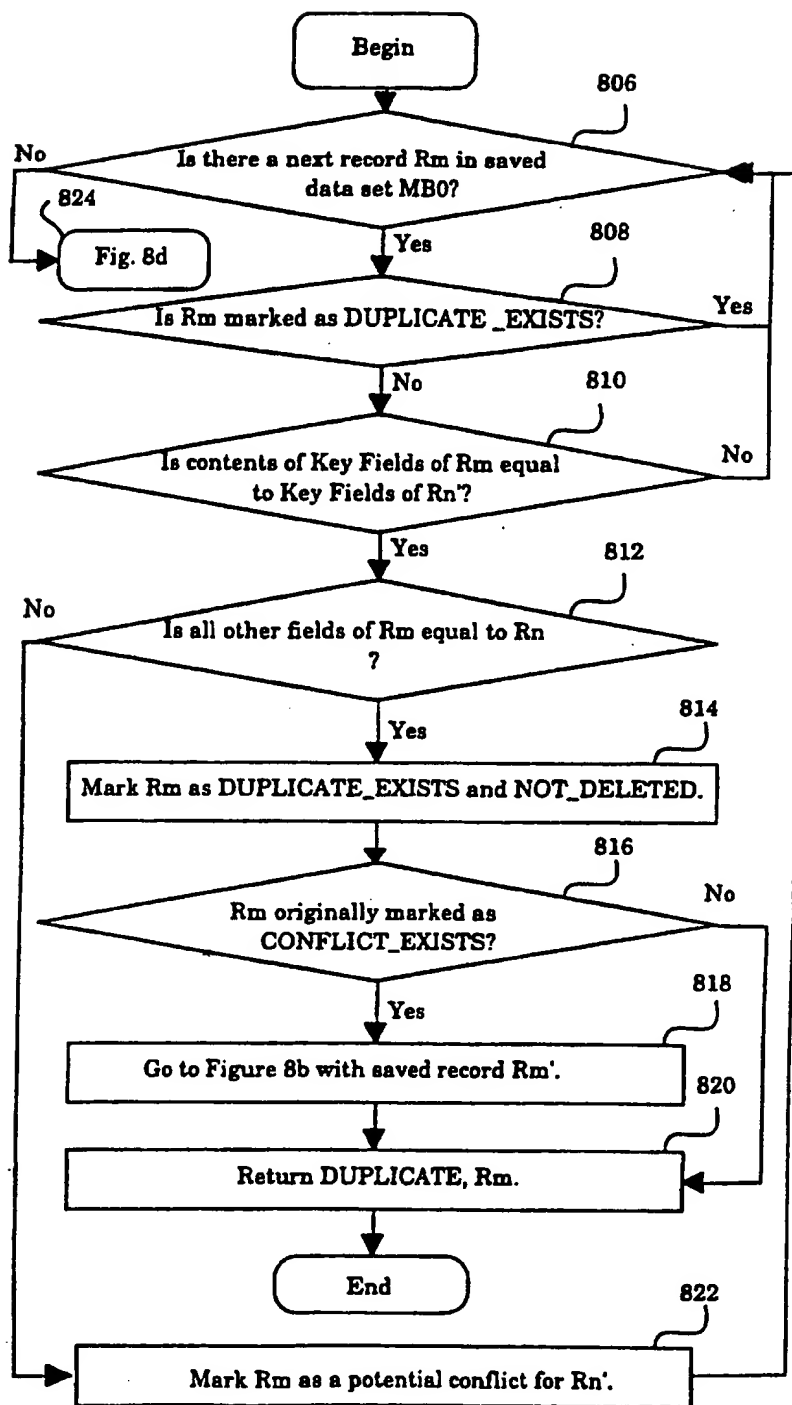 Begin
806
No
Is there a next record Rm in saved
data set MB0?
824
Yes
Fig. 8d
808
Is Rm marked as DUPLICATE _EXISTS?
Yes
No
810
Is contents of Key Fields of Rm equal
to Key Fields of Rn'?
No
Yes
812
No
Is all other fields of Rm equal to Rn
?
Yes
814
Mark Rm as DUPLICATE_EXISTS and NOT_DELETED.
816
No
Rm originally marked as
CONFLICT_EXISTS?
Yes
818
Go to Figure 8b with saved record Rm'.
820
Return DUPLICATE, Rm.
End
822
Mark Rm as a potential conflict for Rn'.